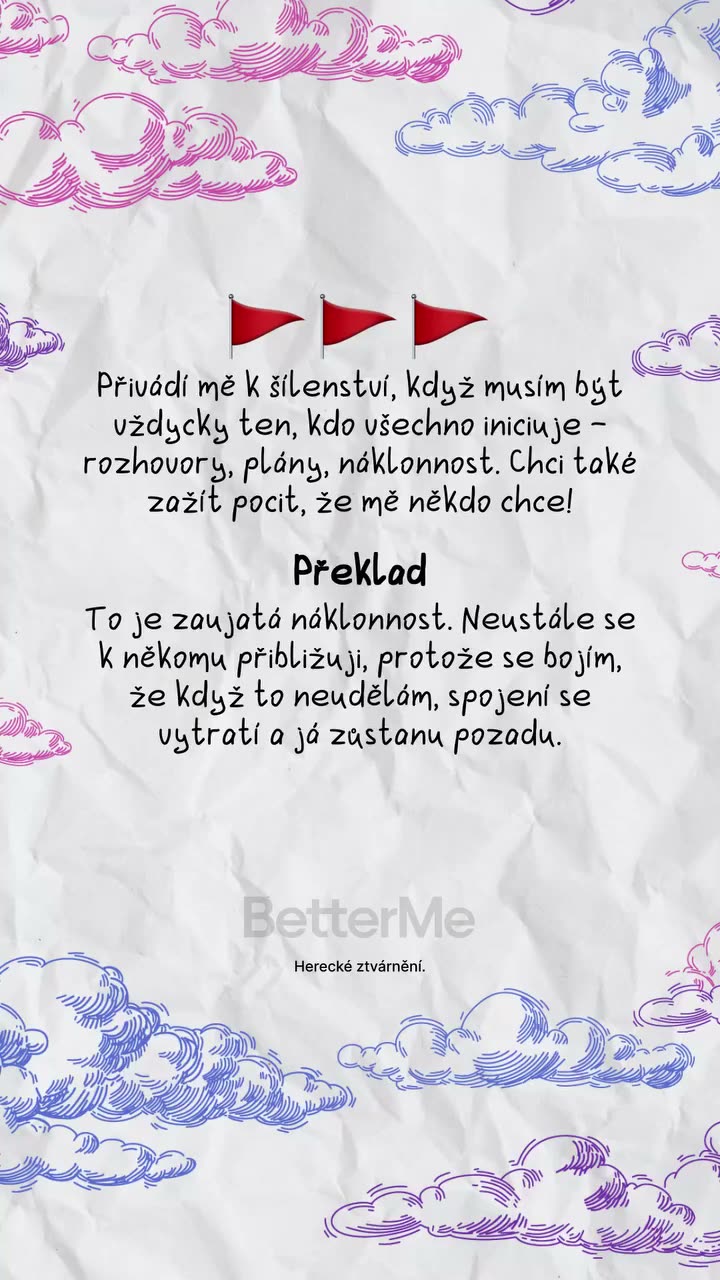 Přivádí mě k šílenství, když musím být
vždycky ten, kdo všechno iniciuje –
rozhovory, plány, náklonnost. Chci také
zažít pocit, že mě někdo chce!
Překlad
To je zaujatá náklonnost. Neustále se
k někomu přibližuji, protože se bojím,
že když to neudělám, spojení se
vytratí a já zůstanu pozadu.
BetterMe
Herecké ztvárnění.